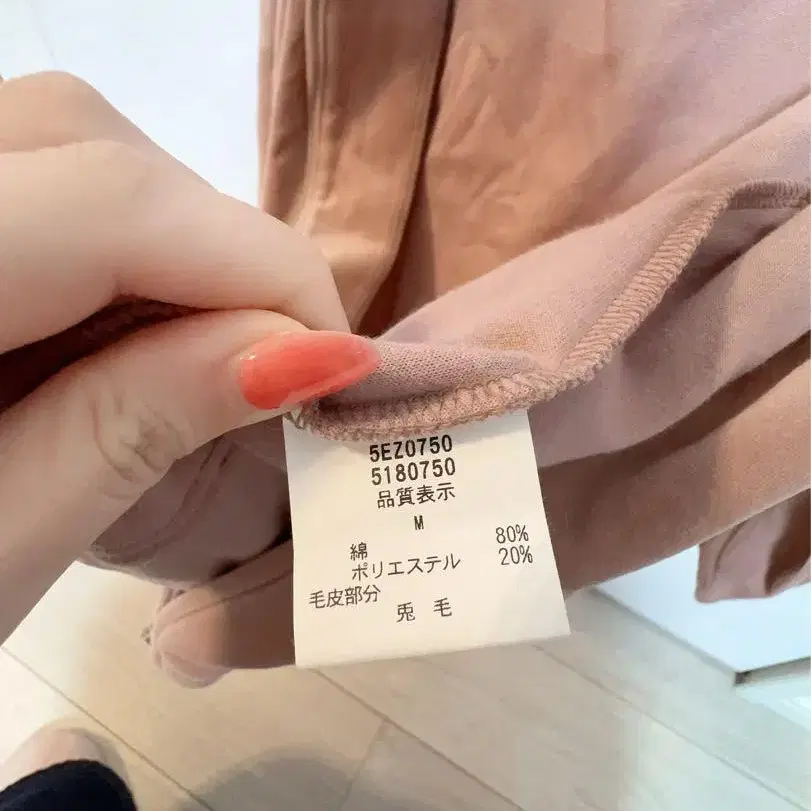 5EZ0750
5180750
品質表示
M
綿 80%
ポリエステル 20%
毛皮部分
兎 毛